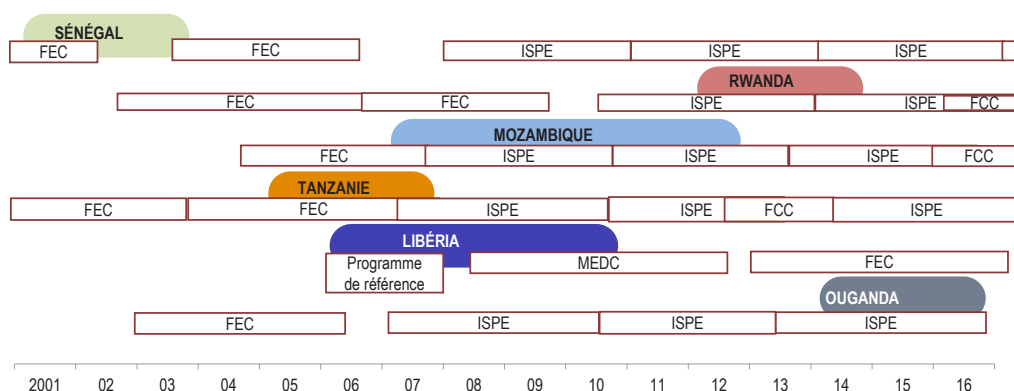 SÉNÉGAL
FEC FEC ISPE ISPE ISPE
RWANDA
FEC FEC ISPE ISPE FCC
MOZAMBIQUE
FEC ISPE ISPE ISPE FCC
TANZANIE
FEC FEC ISPE ISPE FCC ISPE
LIBÉRIA
Programme
de référence
MEDC FEC
OUGANDA
FEC ISPE ISPE ISPE
2001 02 03 04 05 06 07 08 09 10 11 12 13 14 15 16